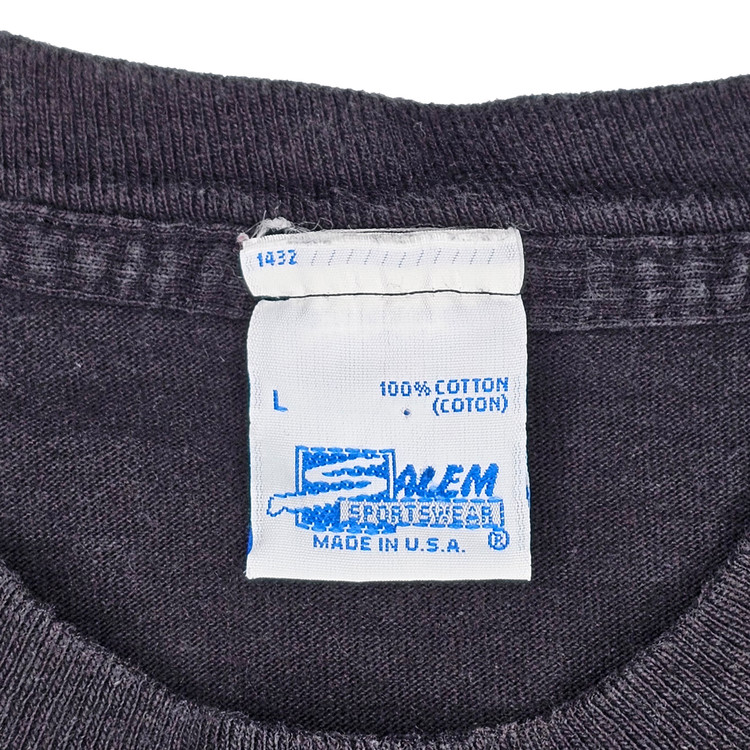 1432
L
100% COTTON
(COTON)
SALEM
SPORTSWEAR
MADE IN U.S.A. ®